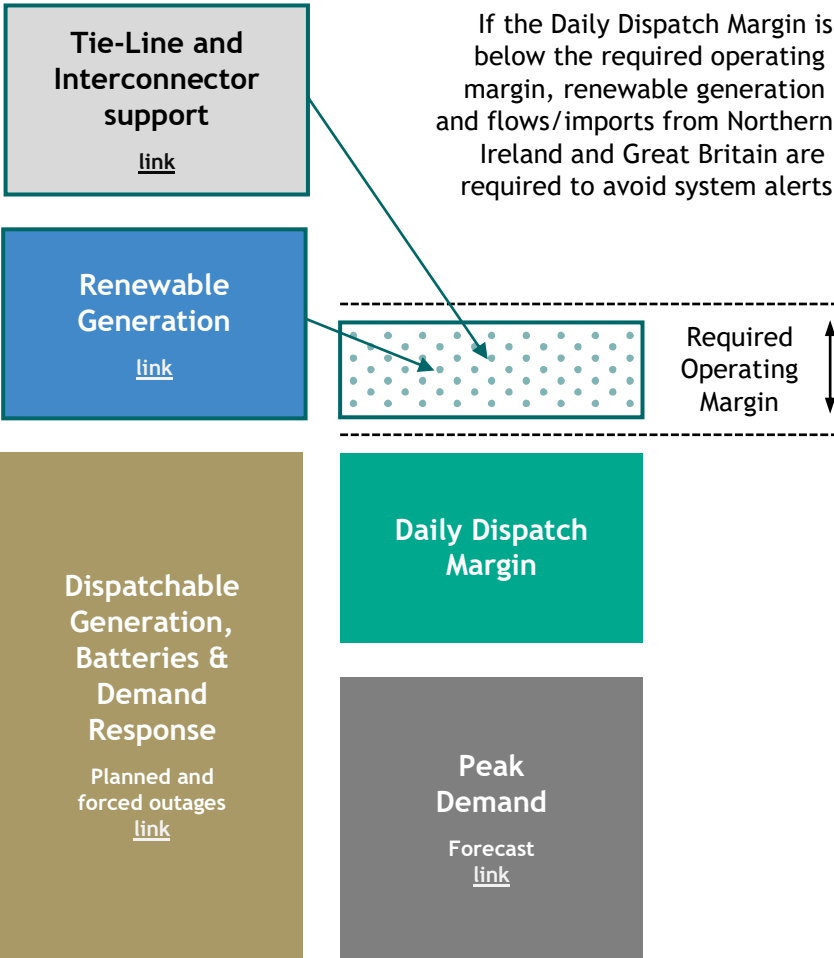 Tie-Line and
Interconnector
support
link
If the Daily Dispatch Margin is
below the required operating
margin, renewable generation
and flows/imports from Northern
Ireland and Great Britain are
required to avoid system alerts
Renewable
Generation
link
Required
Operating
Margin
Daily Dispatch
Margin
Dispatchable
Generation,
Batteries &
Demand
Response
Planned and
forced outages
link
Peak
Demand
Forecast
link